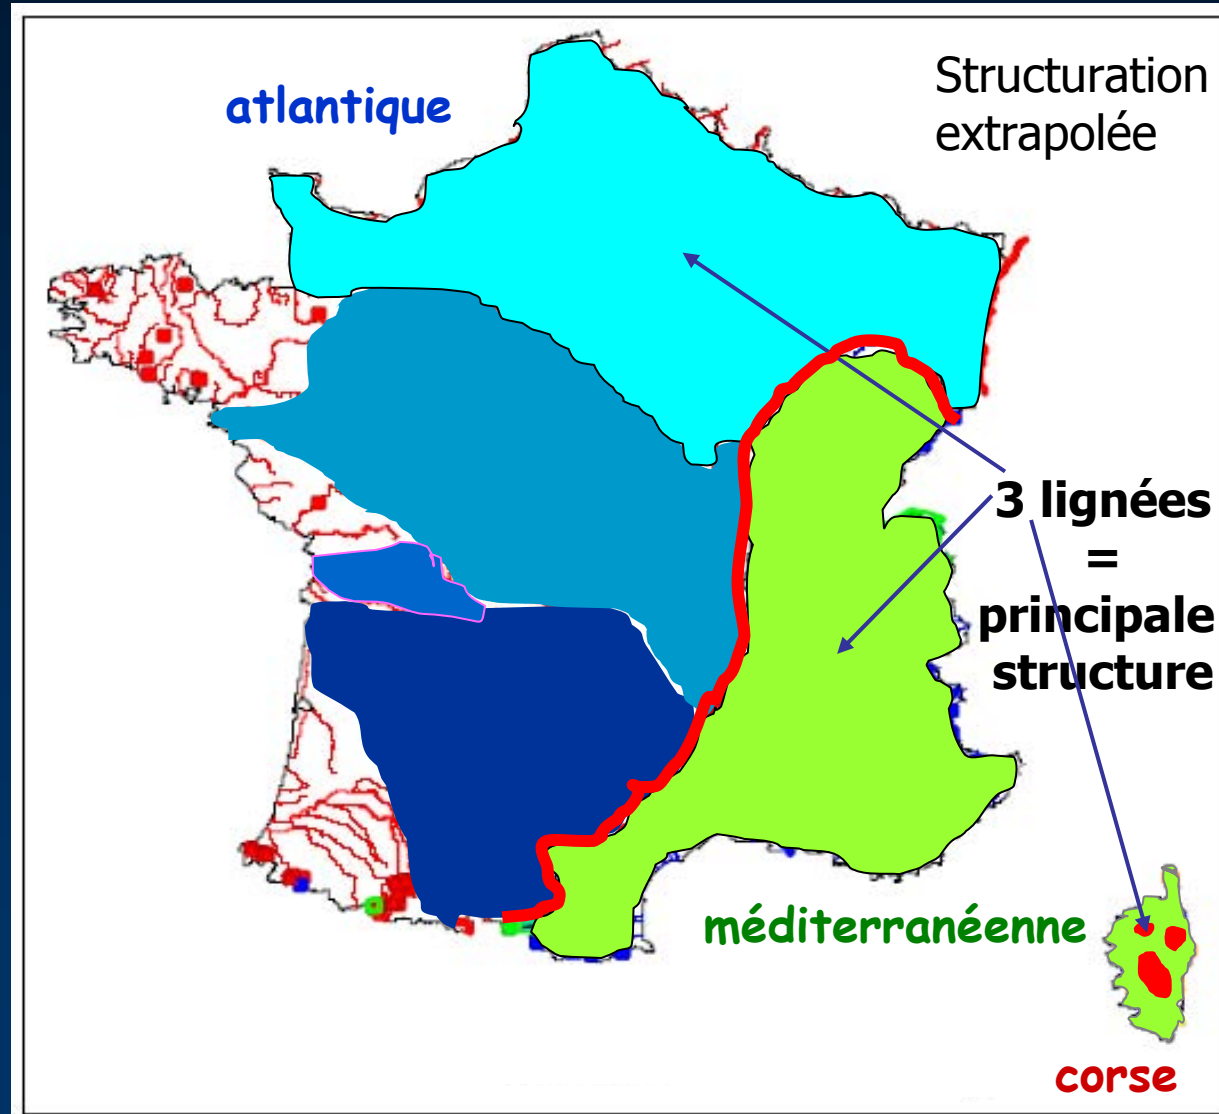 Structuration
extrapolée
atlantique
3 lignées
=
principale
structure
méditerranéenne
corse